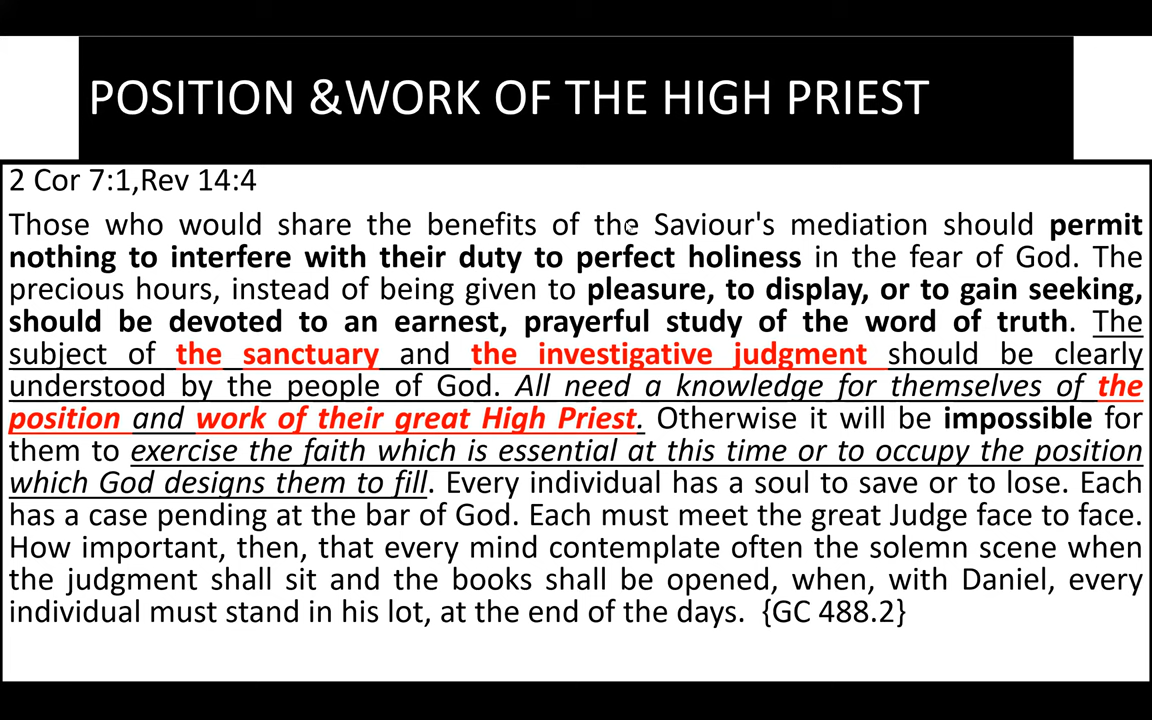 POSITION &WORK OF THE HIGH PRIEST
2 Cor 7:1,Rev 14:4
Those who would share the benefits of the Saviour's mediation should permit
nothing to interfere with their duty to perfect holiness in the fear of God. The
precious hours, instead of being given to pleasure, to display, or to gain seeking,
should be devoted to an earnest, prayerful study of the word of truth. The
subject of the sanctuary and the investigative judgment should be clearly
understood by the people of God. All need a knowledge for themselves of the
position and work of their great High Priest. Otherwise it will be impossible for
them to exercise the faith which is essential at this time or to occupy the position
which God designs them to fill. Every individual has a soul to save or to lose. Each
has a case pending at the bar of God. Each must meet the great Judge face to face.
How important, then, that every mind contemplate often the solemn scene when
the judgment shall sit and the books shall be opened, when, with Daniel, every
individual must stand in his lot, at the end of the days. {GC 488.2}